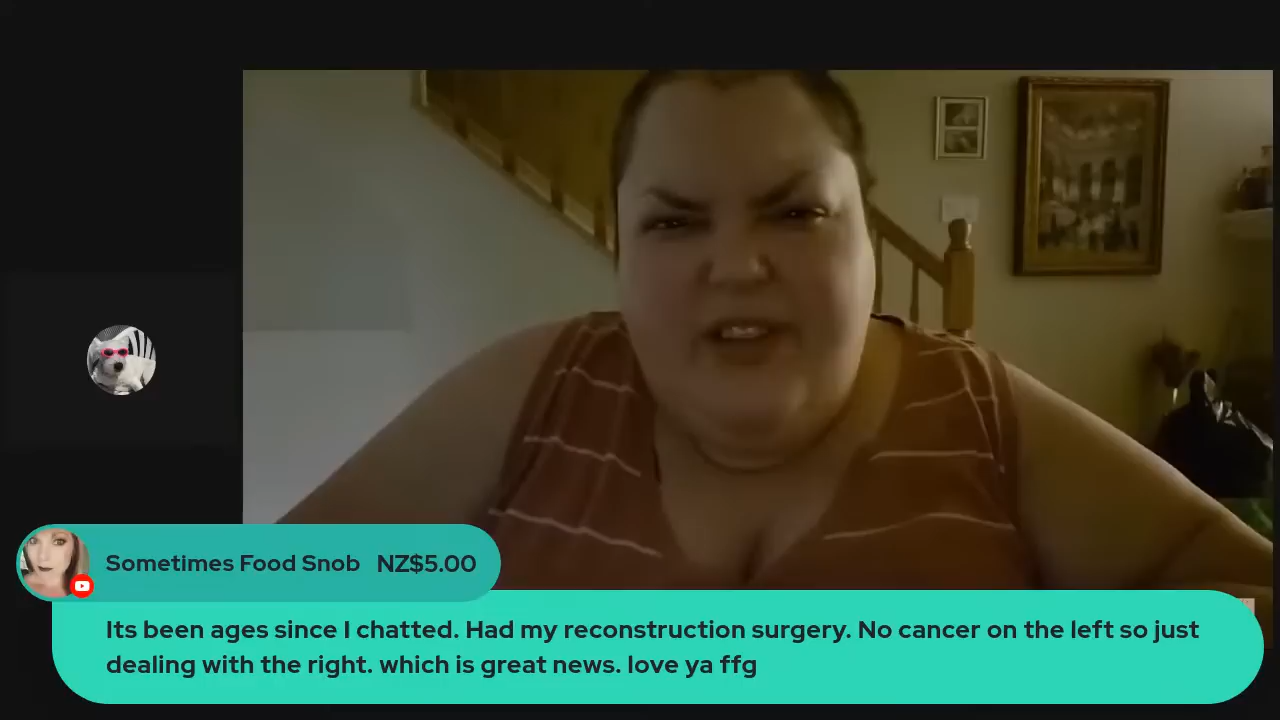 Sometimes Food Snob NZ$5.00
Its been ages since I chatted. Had my reconstruction surgery. No cancer on the left so just
dealing with the right. which is great news. love ya ffg